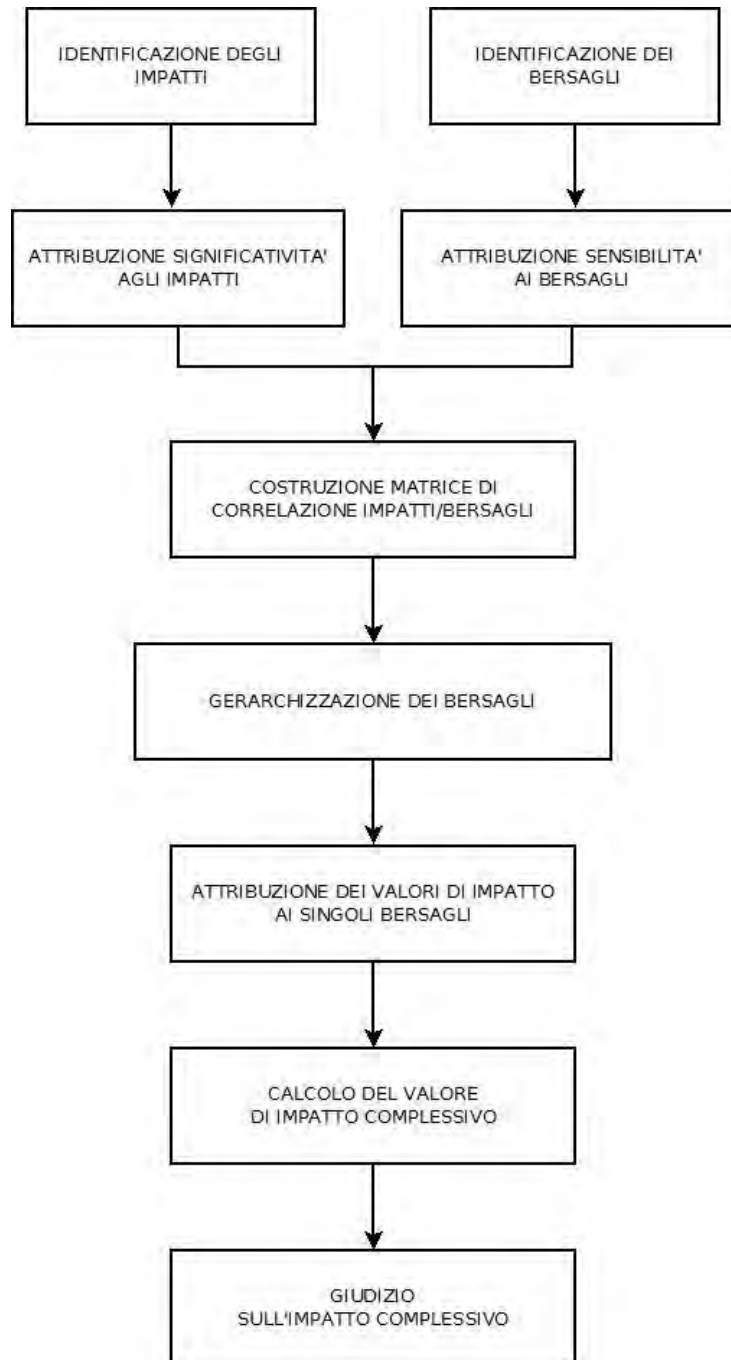 IDENTIFICAZIONE DEGLI
IMPATTI
IDENTIFICAZIONE DEI
BERSAGLI
ATTRIBUZIONE SIGNIFICATIVITA'
AGLI IMPATTI
ATTRIBUZIONE SENSIBILITA'
AI BERSAGLI
COSTRUZIONE MATRICE DI
CORRELAZIONE IMPATTI/BERSAGLI
GERARCHIZZAZIONE DEI BERSAGLI
ATTRIBUZIONE DEI VALORI DI IMPATTO
AI SINGOLI BERSAGLI
CALCOLO DEL VALORE
DI IMPATTO COMPLESSIVO
GIUDIZIO
SULL'IMPATTO COMPLESSIVO